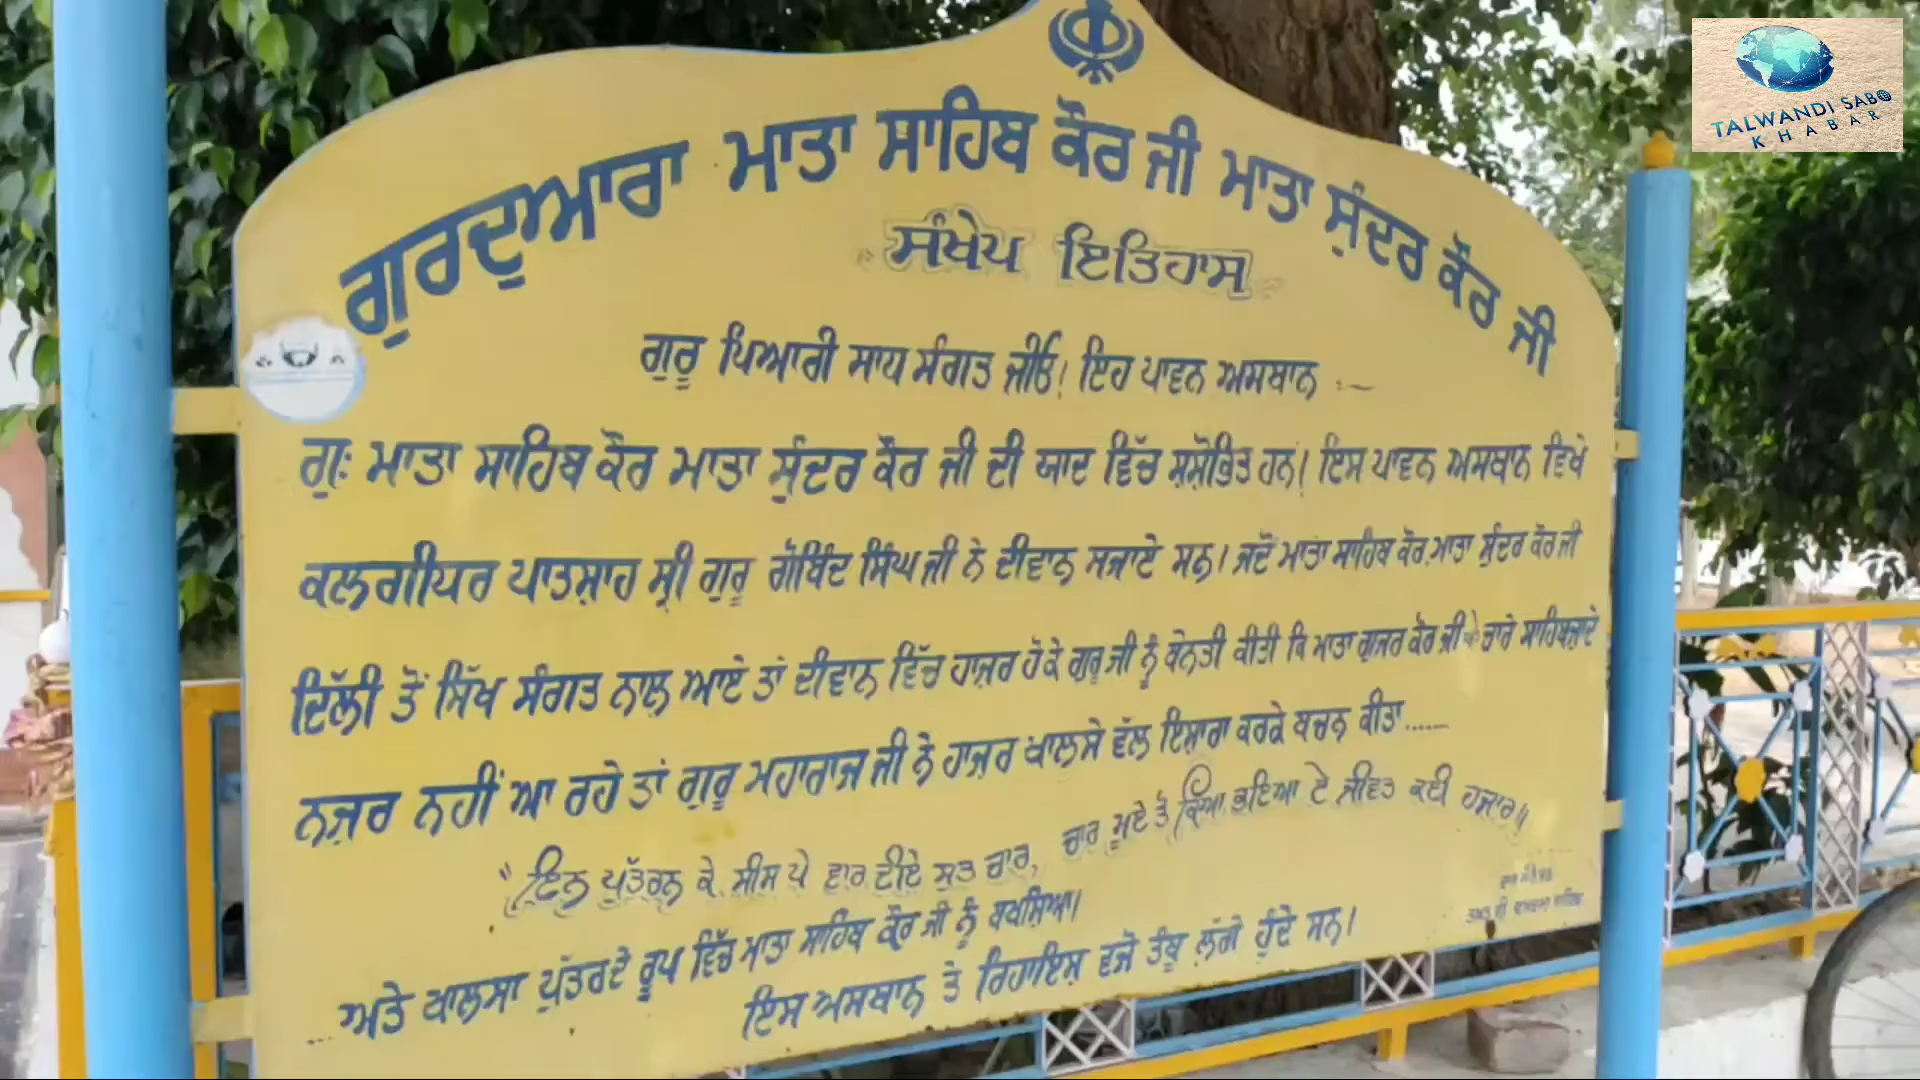 TALWANDI SABO
KHABAR
ਗੁਰਦੁਆਰਾ ਮਾਤਾ ਸਾਹਿਬ ਕੌਰ ਜੀ ਮਾਤਾ ਸੁੰਦਰ ਕੌਰ ਜੀ
ਸੰਖੇਪ ਇਤਿਹਾਸ
ਗੁਰੂ ਪਿਆਰੀ ਸਾਧ ਸੰਗਤ ਜੀਓ! ਇਹ ਪਾਵਨ ਅਸਥਾਨ :—
ਗੁ: ਮਾਤਾ ਸਾਹਿਬ ਕੌਰ ਮਾਤਾ ਸੁੰਦਰ ਕੌਰ ਜੀ ਦੀ ਯਾਦ ਵਿੱਚ ਸ਼ੁਸ਼ੋਭਿਤ ਹਨ। ਇਸ ਪਾਵਨ ਅਸਥਾਨ ਵਿਖੇ
ਕਲਗੀਧਰ ਪਾਤਸ਼ਾਹ ਸ੍ਰੀ ਗੁਰੂ ਗੋਬਿੰਦ ਸਿੰਘ ਜੀ ਨੇ ਦੀਵਾਨ ਸਜਾਏ ਸਨ। ਜਦੋਂ ਮਾਤਾ ਸਾਹਿਬ ਕੌਰ, ਮਾਤਾ ਸੁੰਦਰ ਕੌਰ ਜੀ
ਦਿੱਲੀ ਤੋਂ ਸਿੱਖ ਸੰਗਤ ਨਾਲ ਆਏ ਤਾਂ ਦੀਵਾਨ ਵਿੱਚ ਹਾਜ਼ਰ ਹੋਕੇ ਗੁਰੂ ਜੀ ਨੂੰ ਬੇਨਤੀ ਕੀਤੀ ਕਿ ਮਾਤਾ ਗੁਜਰ ਕੌਰ ਜੀ ਚਾਰੇ ਸਾਹਿਬਜ਼ਾਦੇ
ਨਜ਼ਰ ਨਹੀਂ ਆ ਰਹੇ ਤਾਂ ਗੁਰੂ ਮਹਾਰਾਜ ਜੀ ਨੇ ਹਾਜ਼ਰ ਖਾਲਸੇ ਵੱਲ ਇਸ਼ਾਰਾ ਕਰਕੇ ਬਚਨ ਕੀਤਾ.......
"ਇਨ ਪੁੱਤਰਨ ਕੇ ਸੀਸ ਪੇ ਵਾਰ ਦੀਏ ਸੁਤ ਚਾਰ, ਚਾਰ ਮੂਏ ਤੋ ਕਿਆ ਭਇਆ ਏ ਜੀਵਤ ਕਈ ਹਜਾਰ॥
... ਅਤੇ ਖਾਲਸਾ ਪੁੱਤਰ ਦੇ ਰੂਪ ਵਿੱਚ ਮਾਤਾ ਸਾਹਿਬ ਕੌਰ ਜੀ ਨੂੰ ਬਖਸ਼ਿਆ।
ਇਸ ਅਸਥਾਨ ਤੇ ਰਿਹਾਇਸ਼ ਵਜੋ ਤੰਬੂ ਲੱਗੇ ਹੁੰਦੇ ਸਨ।